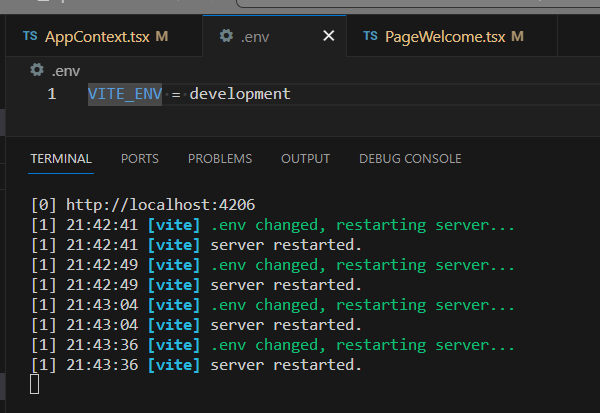 TS AppContext.tsx M
.env
TS PageWelcome.tsx M
.env
1 VITE_ENV = development
TERMINAL PORTS PROBLEMS OUTPUT DEBUG CONSOLE
[0] http://localhost:4206
[1] 21:42:41 [vite] .env changed, restarting server...
[1] 21:42:41 [vite] server restarted.
[1] 21:42:49 [vite] .env changed, restarting server...
[1] 21:42:49 [vite] server restarted.
[1] 21:43:04 [vite] .env changed, restarting server...
[1] 21:43:04 [vite] server restarted.
[1] 21:43:36 [vite] .env changed, restarting server...
[1] 21:43:36 [vite] server restarted.